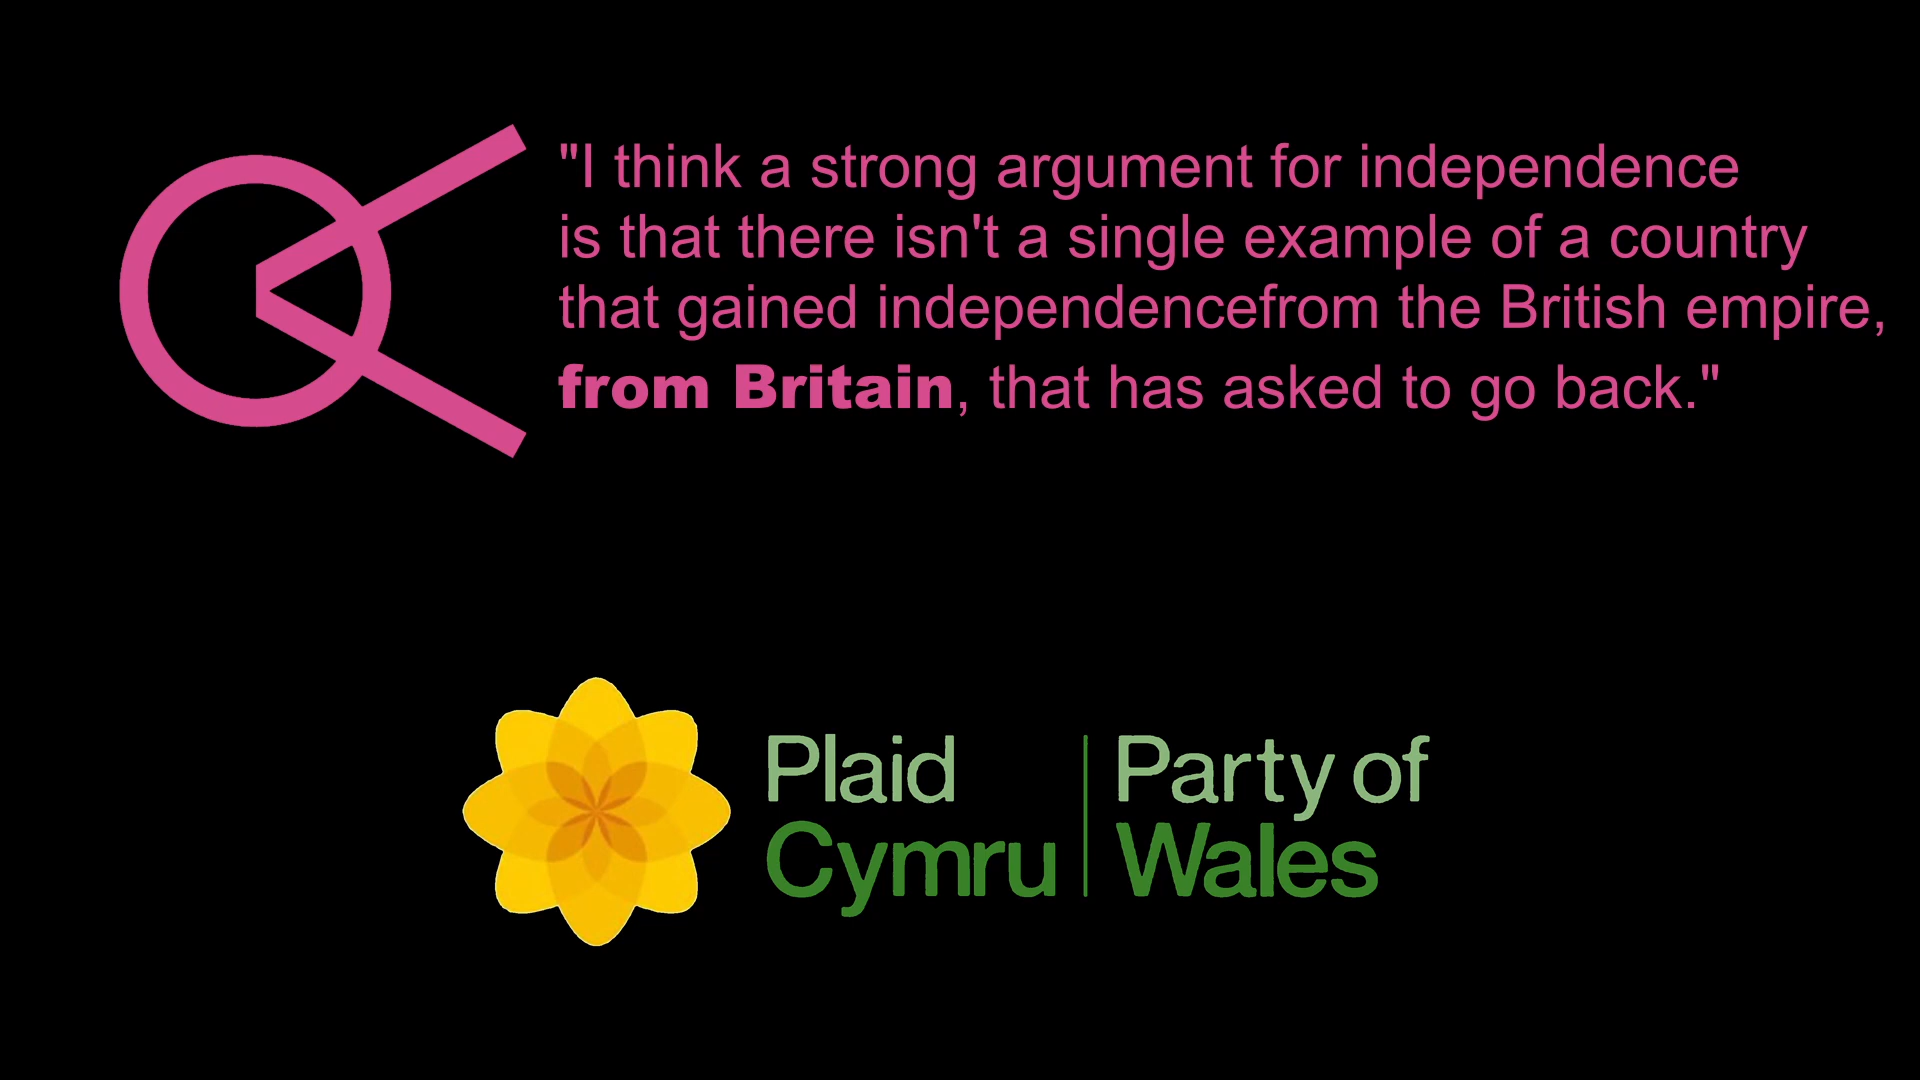 "I think a strong argument for independence
is that there isn't a single example of a country
that gained independencefrom the British empire,
from Britain, that has asked to go back."
Plaid
Cymru
Party of
Wales